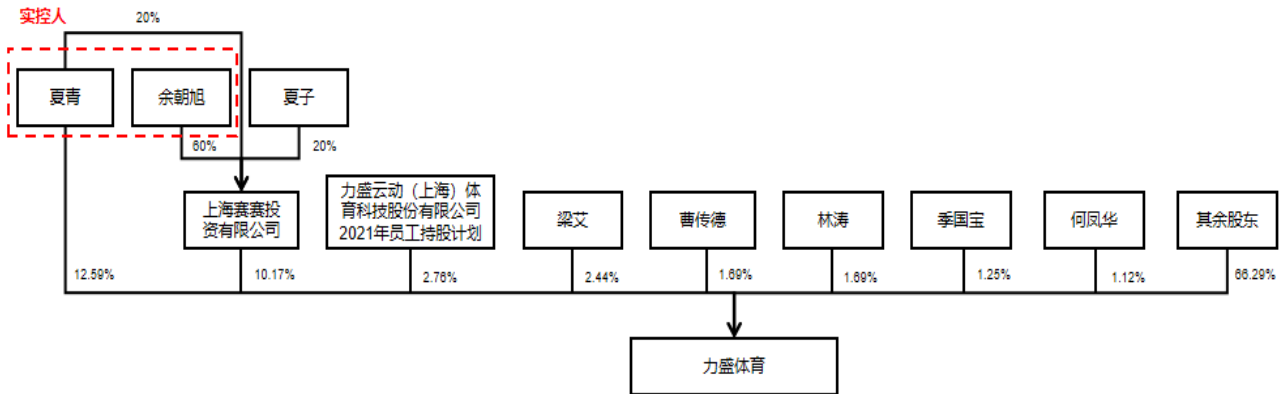 实控人
20%
夏青
余朝旭
夏子
60%
20%
上海赛赛投
资有限公司
力盛云动（上海）体
育科技股份有限公司
2021年员工持股计划
梁艾
曹传德
林涛
季国宝
何凤华
其余股东
12.59%
10.17%
2.76%
2.44%
1.69%
1.69%
1.25%
1.12%
66.29%
力盛体育